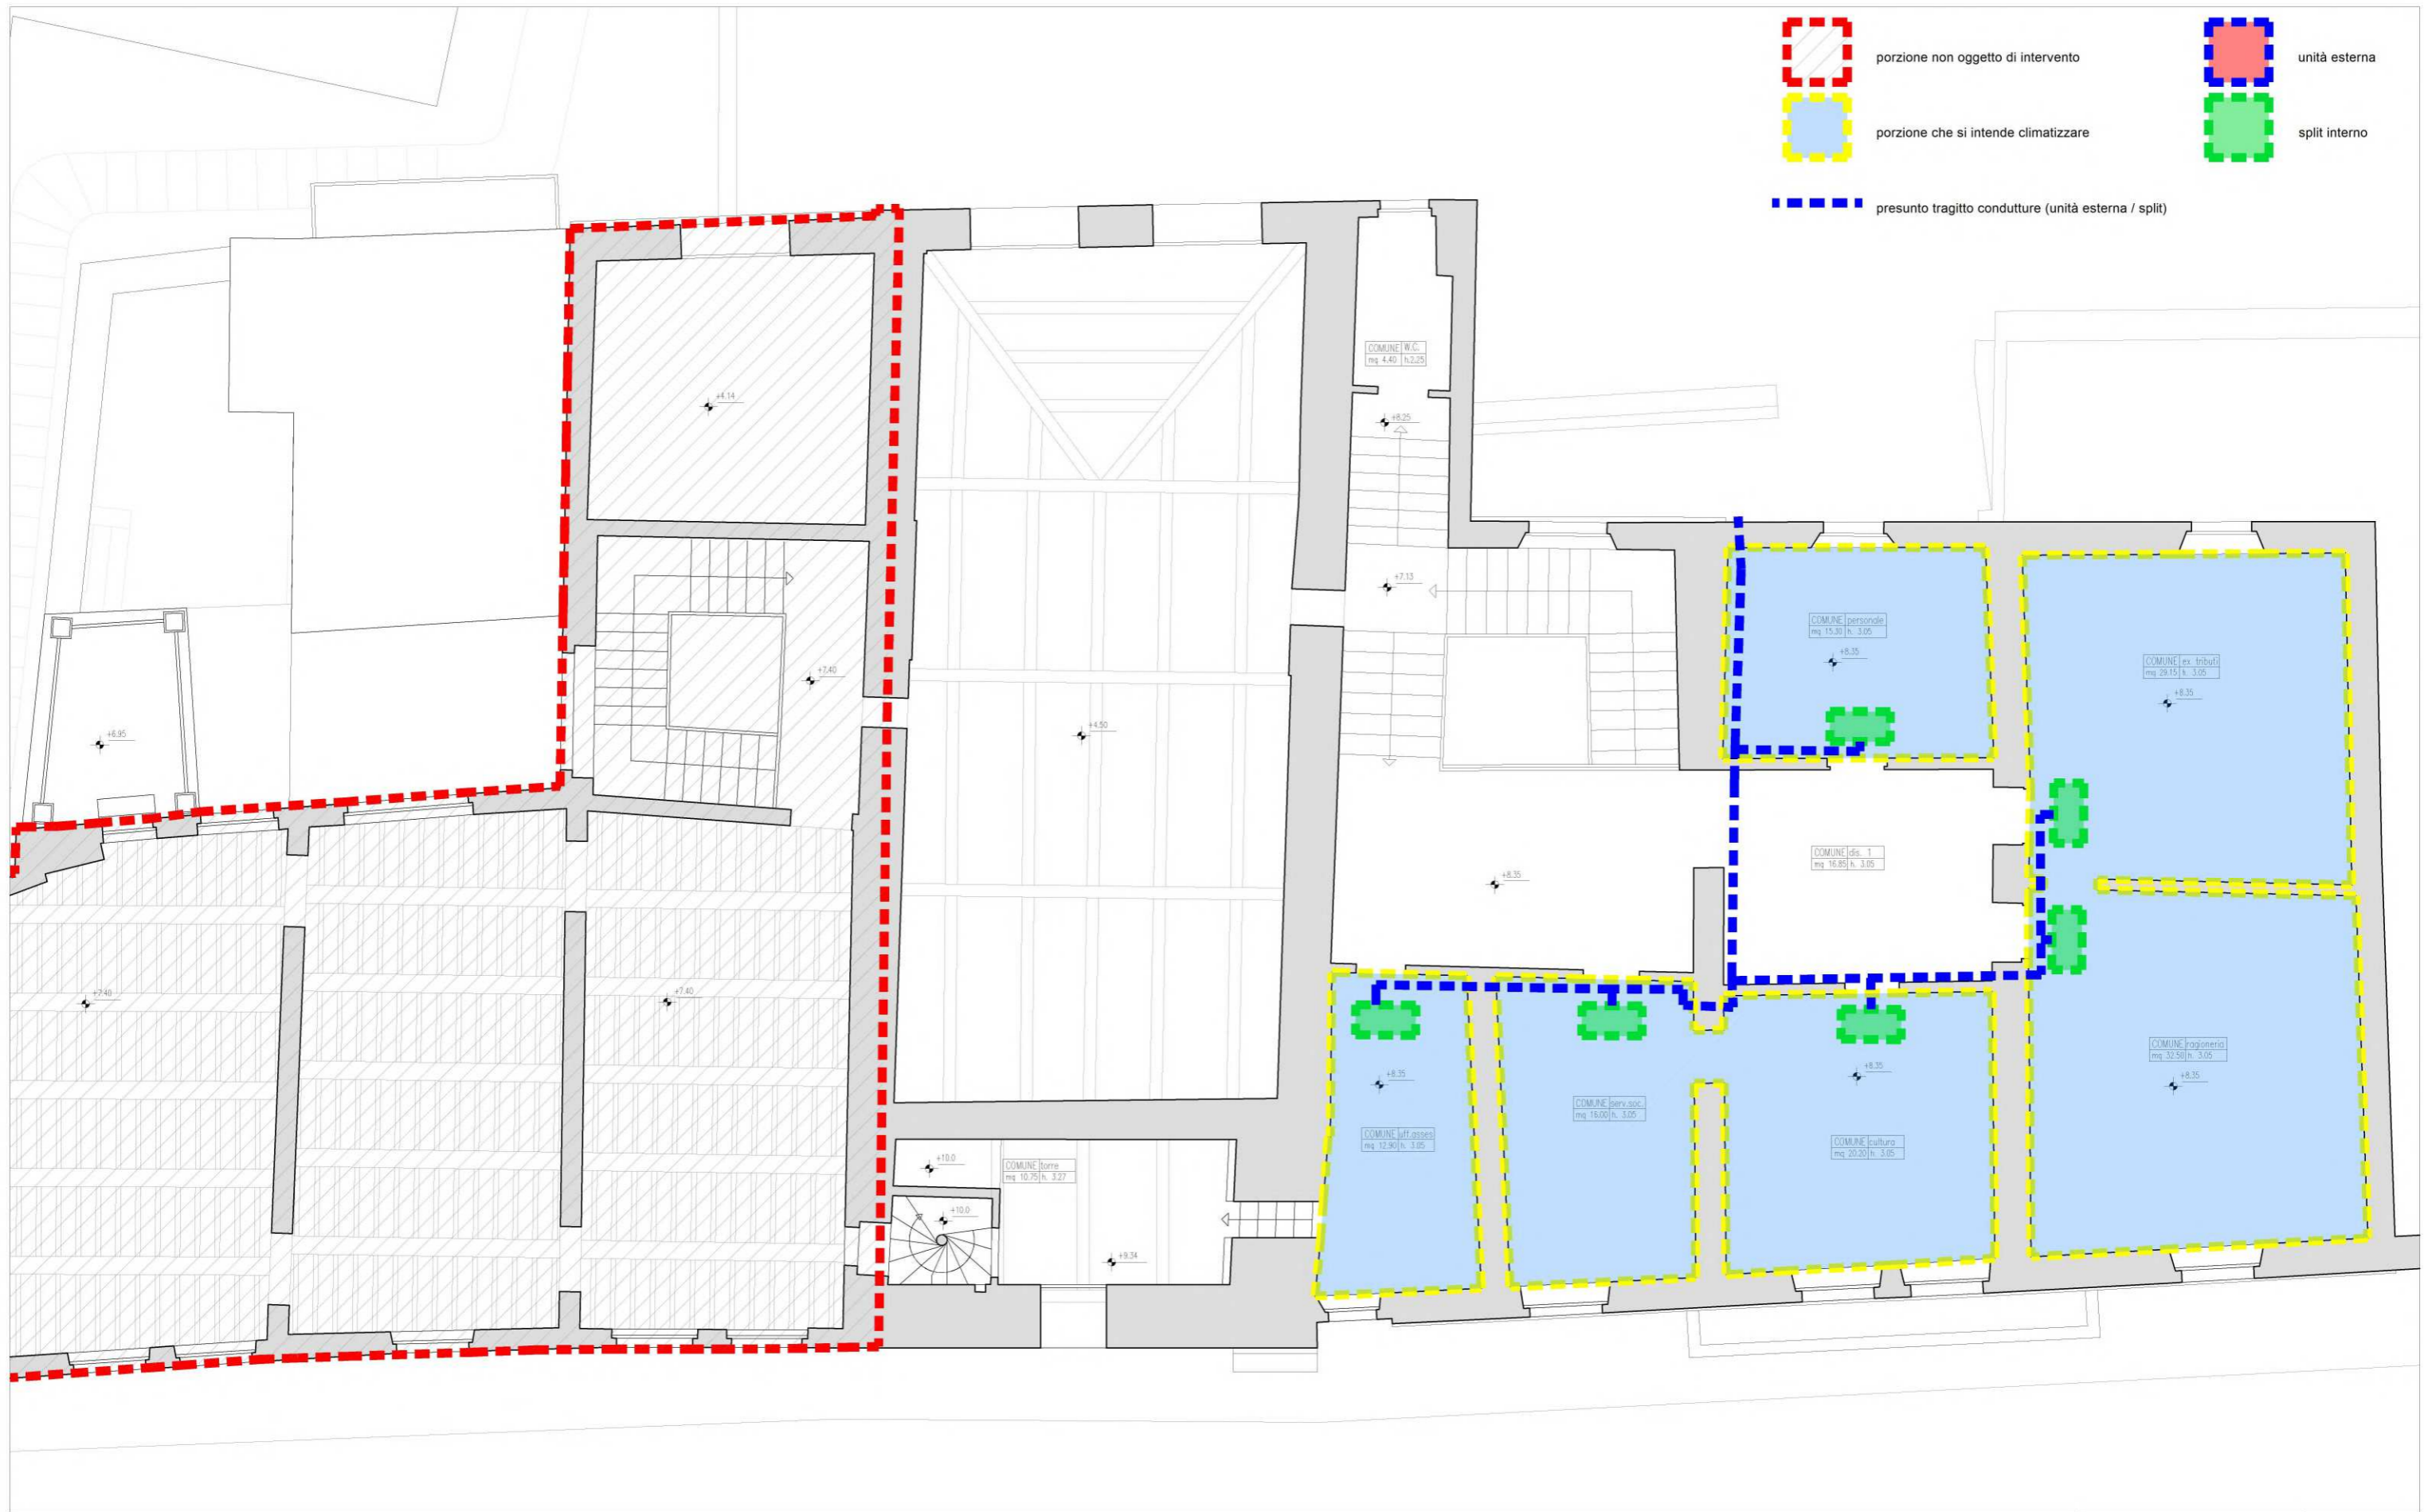 porzione non oggetto di intervento
unità esterna
porzione che si intende climatizzare
split interno
presunto tragitto condutture (unità esterna / split)
COMUNE W.C.
mq 4.40 h.2.25
+4.14
+8.25
+7.13
COMUNE personale
mq 15.30 h. 3.05
+8.35
COMUNE ex. tributi
mq 29.15 h. 3.05
+8.35
+7.40
+6.95
+4.50
COMUNE dis. 1
mq 16.85 h. 3.05
+8.35
+7.40
+7.40
COMUNE ragioneria
mq 32.50 h. 3.05
+8.35
+8.35
+8.35
COMUNE serv.soc.
mq 18.00 h. 3.05
COMUNE uff.asses
mq 12.90 h. 3.05
COMUNE cultura
mq 20.20 h. 3.05
+10.0
COMUNE torre
mq 10.75 h. 3.27
+10.0
+9.34